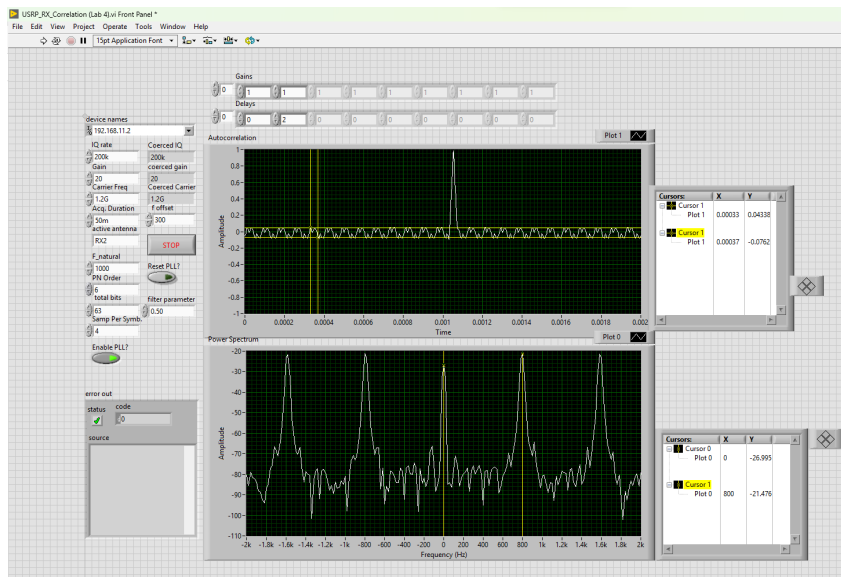 USRP_RX_Correlation (Lab 4).vi Front Panel *
File Edit View Project Operate Tools Window Help
15pt Application Font
Gains
0 1 1 1 1 1 1 1 1 1
Delays
0 0 2 0 0 0 0 0 0 0
device names
192.168.11.2
IQ rate Coerced IQ
200k 200k
Gain coerced gain
20 20
Carrier Freq Coerced Carrier
1.2G 1.2G
Acq. Duration f offset
50m 300
active antenna
RX2
STOP
F_natural Reset PLL?
1000
PN Order
6
total bits filter parameter
63 0.50
Samp Per Symb.
4
Enable PLL?
error out
status code
0
source
Autocorrelation
Plot 1
Amplitude
1-
0.8-
0.6-
0.4-
0.2-
0-
-0.2-
-0.4-
-0.6-
-0.8-
-1-
0 0.0002 0.0004 0.0006 0.0008 0.001 0.0012 0.0014 0.0016 0.0018 0.002
Time
Cursors: X Y
Cursor 1
Plot 1 0.00033 0.04338
Cursor 1
Plot 1 0.00037 -0.0762
Power Spectrum
Plot 0
Amplitude
-20-
-30-
-40-
-50-
-60-
-70-
-80-
-90-
-100-
-110-
-2k -1.8k -1.6k -1.4k -1.2k -1k -800 -600 -400 -200 0 200 400 600 800 1k 1.2k 1.4k 1.6k 1.8k 2k
Frequency (Hz)
Cursors: X Y
Cursor 0
Plot 0 0 -26.995
Cursor 1
Plot 0 800 -21.476